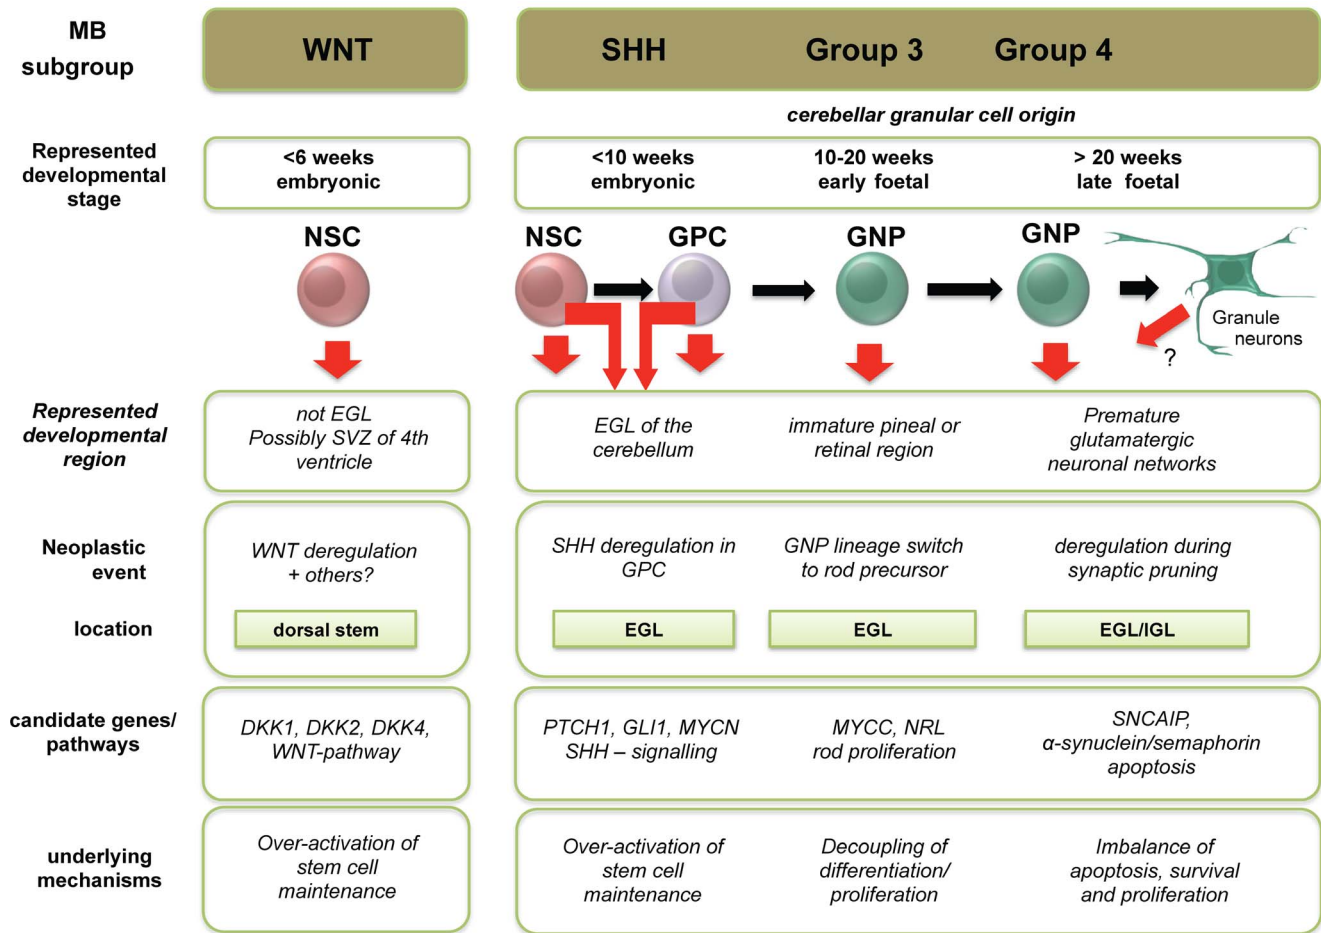 MB
subgroup
WNT
SHH
Group 3
Group 4
cerebellar granular cell origin
Represented
developmental
stage
<6 weeks
embryonic
<10 weeks
embryonic
10-20 weeks
early foetal
> 20 weeks
late foetal
NSC
NSC
GPC
GNP
GNP
Granule
neurons
?
Represented
developmental
region
not EGL
Possibly SVZ of 4th
ventricle
EGL of the
cerebellum
immature pineal or
retinal region
Premature
glutamatergic
neuronal networks
Neoplastic
event
WNT deregulation
+ others?
SHH deregulation in
GPC
GNP lineage switch
to rod precursor
deregulation during
synaptic pruning
location
dorsal stem
EGL
EGL
EGL/IGL
candidate genes/
pathways
DKK1, DKK2, DKK4,
WNT-pathway
PTCH1, GLI1, MYCN
SHH – signalling
MYCC, NRL
rod proliferation
SNCAIP,
α-synuclein/semaphorin
apoptosis
underlying
mechanisms
Over-activation of
stem cell
maintenance
Over-activation of
stem cell
maintenance
Decoupling of
differentiation/
proliferation
Imbalance of
apoptosis, survival
and proliferation